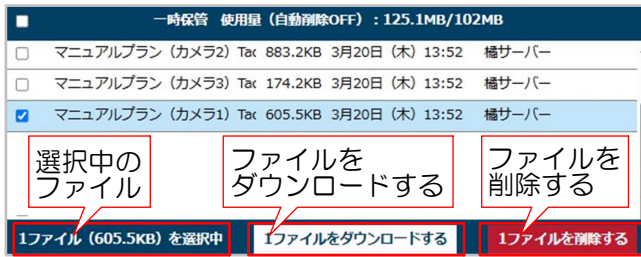 一時保管 使用量（自動削除OFF）: 125.1MB/102MB
マニュアルプラン（カメラ2）Tac 883.2KB 3月20日（木）13:52 橘サーバー
マニュアルプラン（カメラ3）Tac 174.2KB 3月20日（木）13:52 橘サーバー
マニュアルプラン（カメラ1）Tac 605.5KB 3月20日（木）13:52 橘サーバー
選択中の
ファイル
ファイルを
ダウンロードする
ファイルを
削除する
1ファイル（605.5KB）を選択中
1ファイルをダウンロードする
1ファイルを削除する